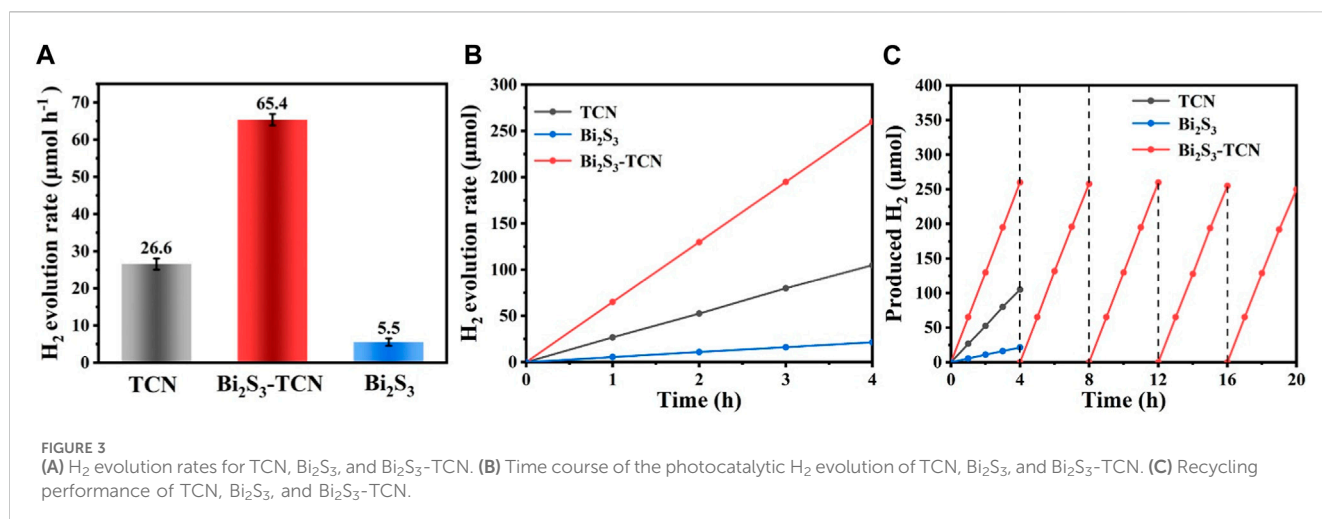 A
H₂ evolution rate (μmol h⁻¹)
70
60
50
40
30
20
10
0
26.6
65.4
5.5
TCN
Bi₂S₃-TCN
Bi₂S₃
B
H₂ evolution rate (μmol)
300
250
200
150
100
50
0
TCN
Bi₂S₃
Bi₂S₃-TCN
0 1 2 3 4
Time (h)
C
Produced H₂ (μmol)
400
350
300
250
200
150
100
50
0
TCN
Bi₂S₃
Bi₂S₃-TCN
0 4 8 12 16 20
Time (h)
FIGURE 3
(A) H₂ evolution rates for TCN, Bi₂S₃, and Bi₂S₃-TCN. (B) Time course of the photocatalytic H₂ evolution of TCN, Bi₂S₃, and Bi₂S₃-TCN. (C) Recycling
performance of TCN, Bi₂S₃, and Bi₂S₃-TCN.